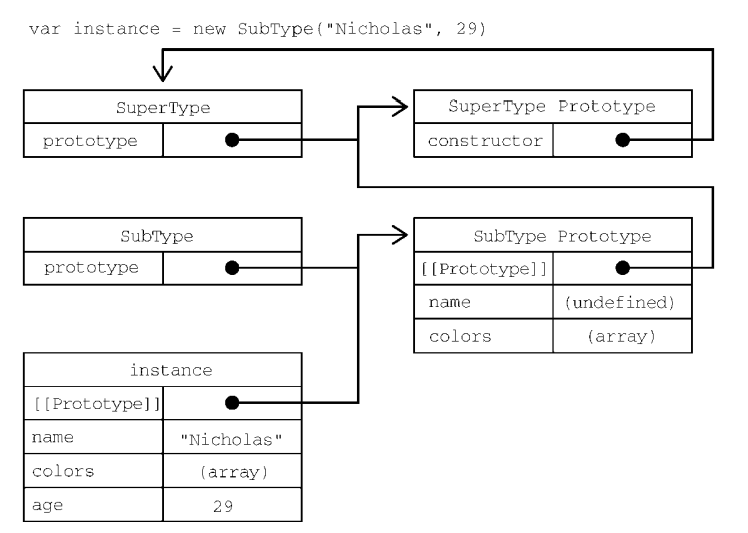 var instance = new SubType("Nicholas", 29)
SuperType
prototype
SuperType Prototype
constructor
SubType
prototype
SubType Prototype
[[Prototype]]
name (undefined)
colors (array)
instance
[[Prototype]]
name "Nicholas"
colors (array)
age 29